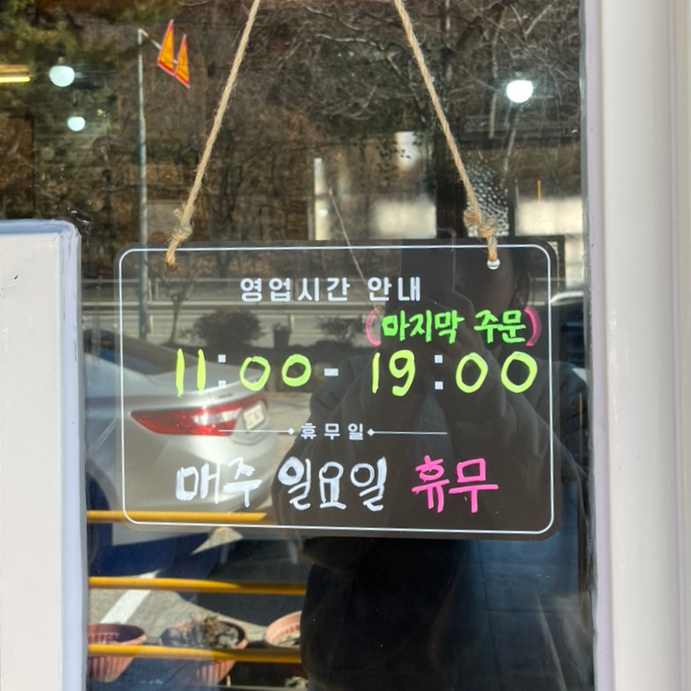 영업시간 안내
(마지막 주문)
11:00 - 19:00
휴무일
매주 일요일 휴무